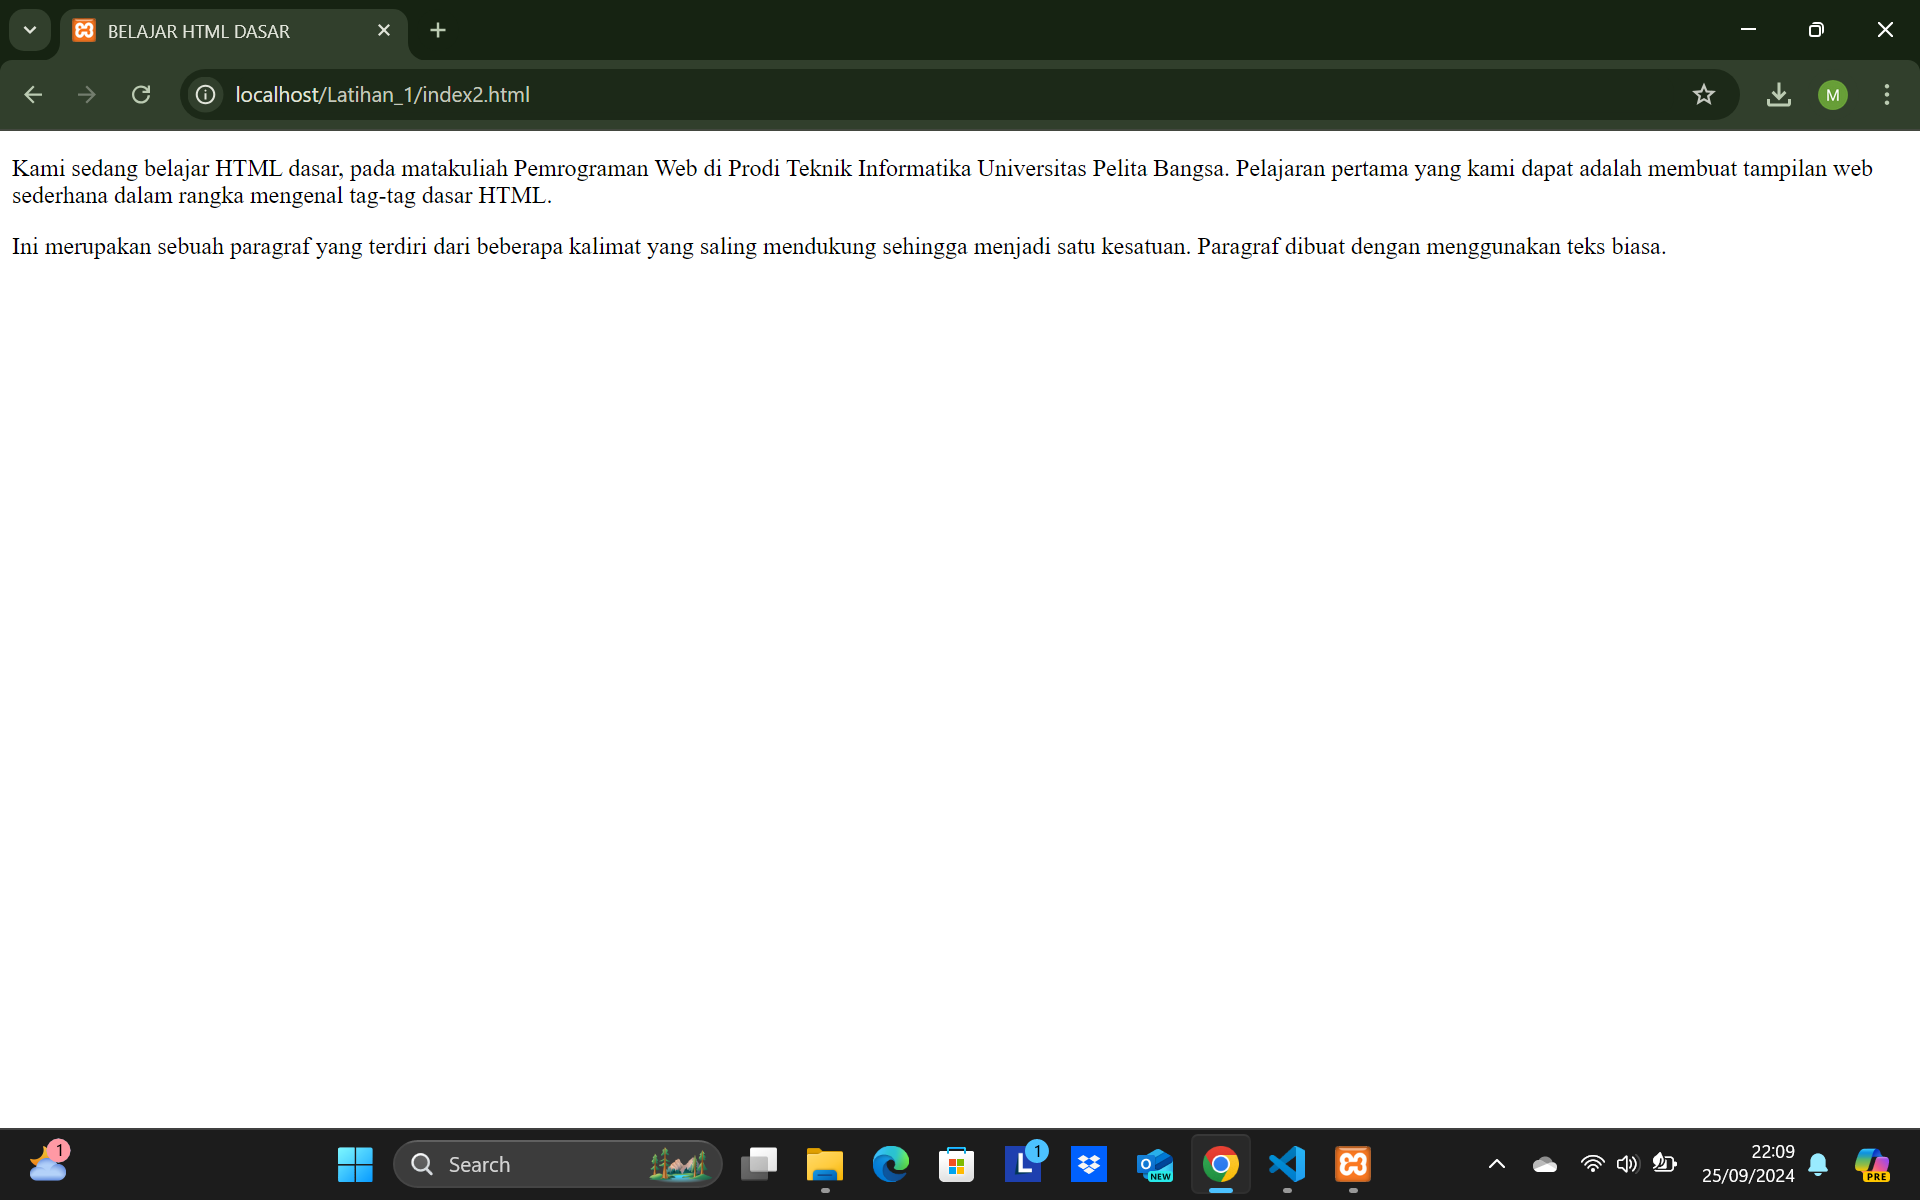 BELAJAR HTML DASAR
localhost/Latihan_1/index2.html
M
Kami sedang belajar HTML dasar, pada matakuliah Pemrograman Web di Prodi Teknik Informatika Universitas Pelita Bangsa. Pelajaran pertama yang kami dapat adalah membuat tampilan web
sederhana dalam rangka mengenal tag-tag dasar HTML.
Ini merupakan sebuah paragraf yang terdiri dari beberapa kalimat yang saling mendukung sehingga menjadi satu kesatuan. Paragraf dibuat dengan menggunakan teks biasa.
1
Search
L
1
NEW
22:09
25/09/2024
PRE